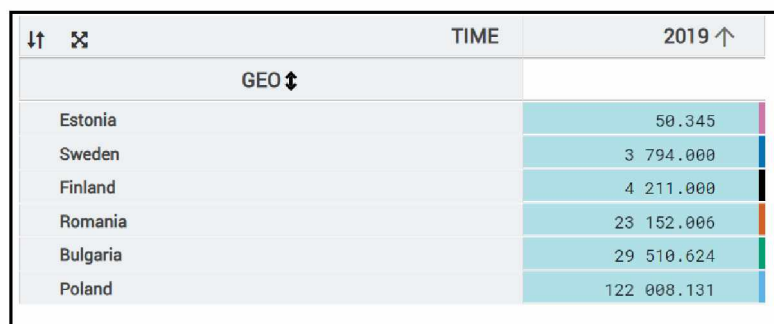 TIME 2019
GEO
Estonia 50.345
Sweden 3 794.000
Finland 4 211.000
Romania 23 152.006
Bulgaria 29 510.624
Poland 122 008.131